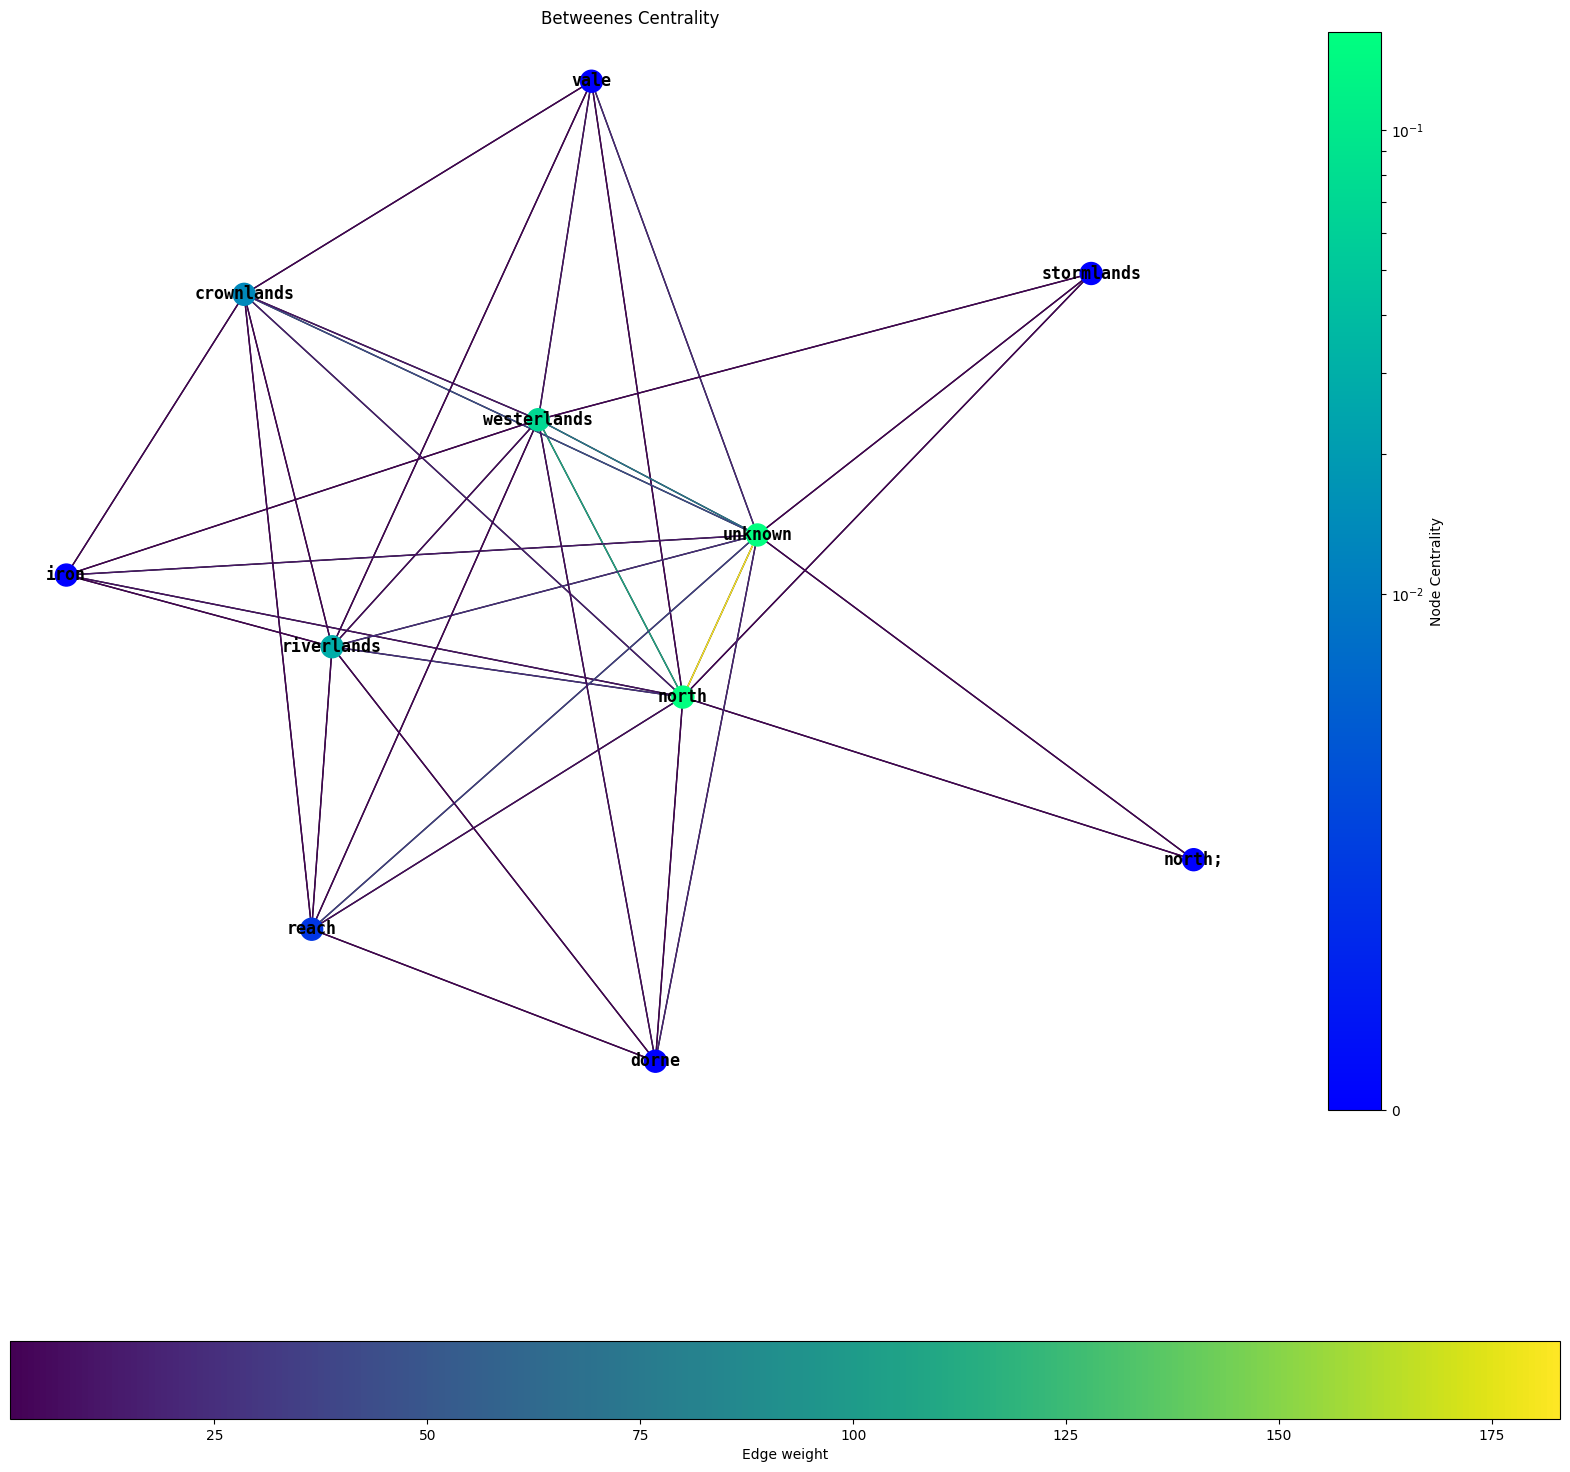 Betweenes Centrality
vale
stormlands
crownlands
westerlands
unknown
iron
riverlands
north
north;
reach
dorne
10⁻¹
10⁻²
0
Node Centrality
25 50 75 100 125 150 175
Edge weight